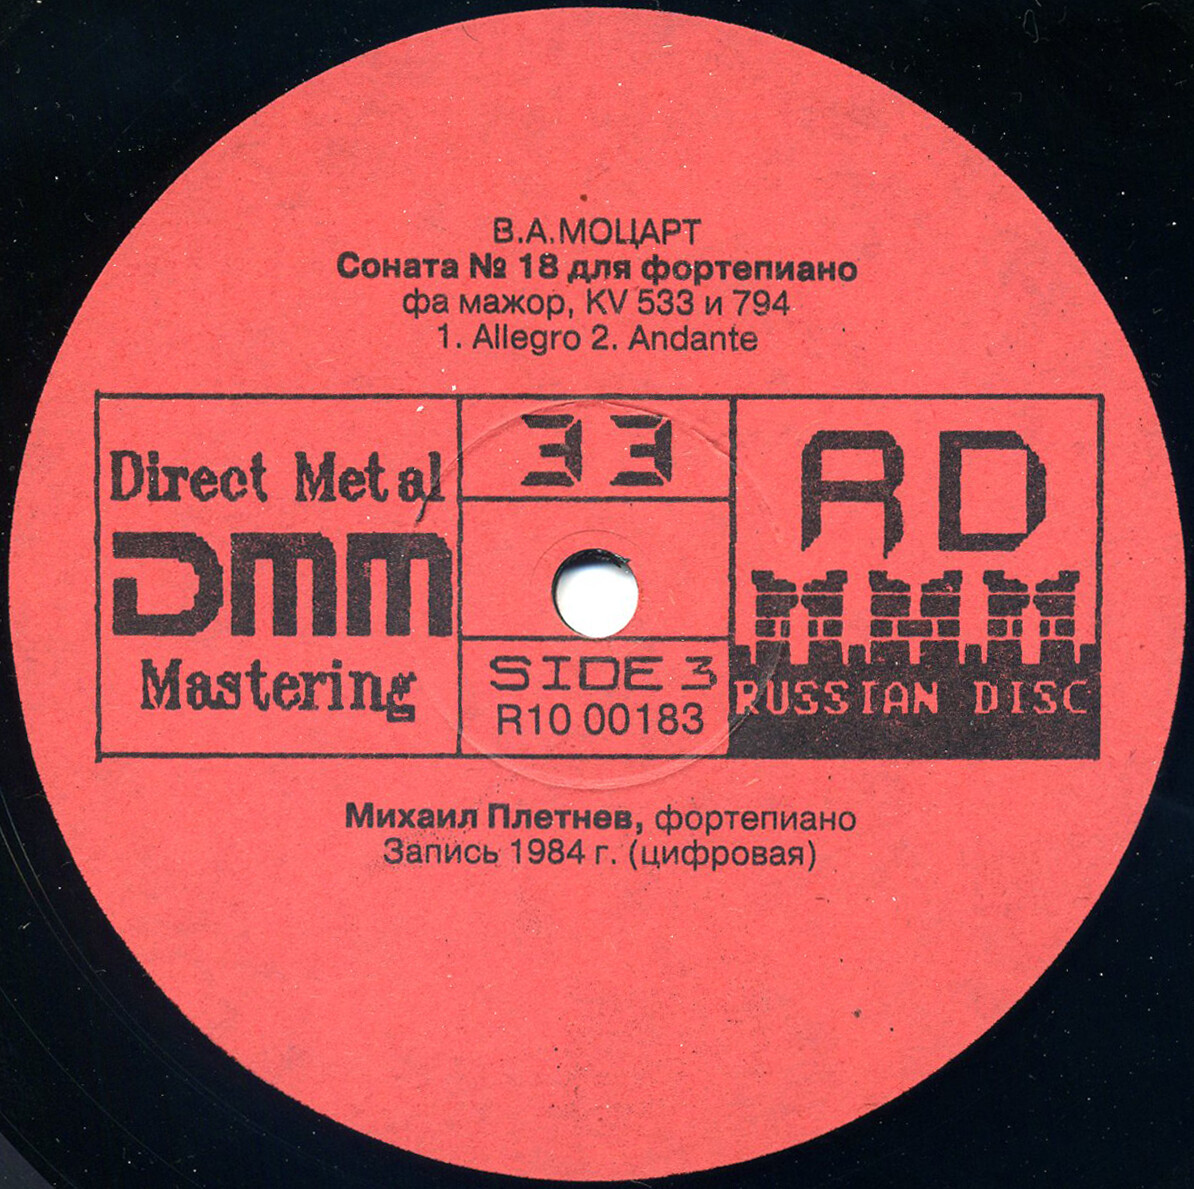 В.А.МОЦАРТ
Соната № 18 для фортепиано
фа мажор, KV 533 и 794
1. Allegro 2. Andante
Direct Metal
DMM
Mastering
33
SIDE 3
R10 00183
RD
RUSSIAN DISC
Михаил Плетнев, фортепиано
Запись 1984 г. (цифровая)